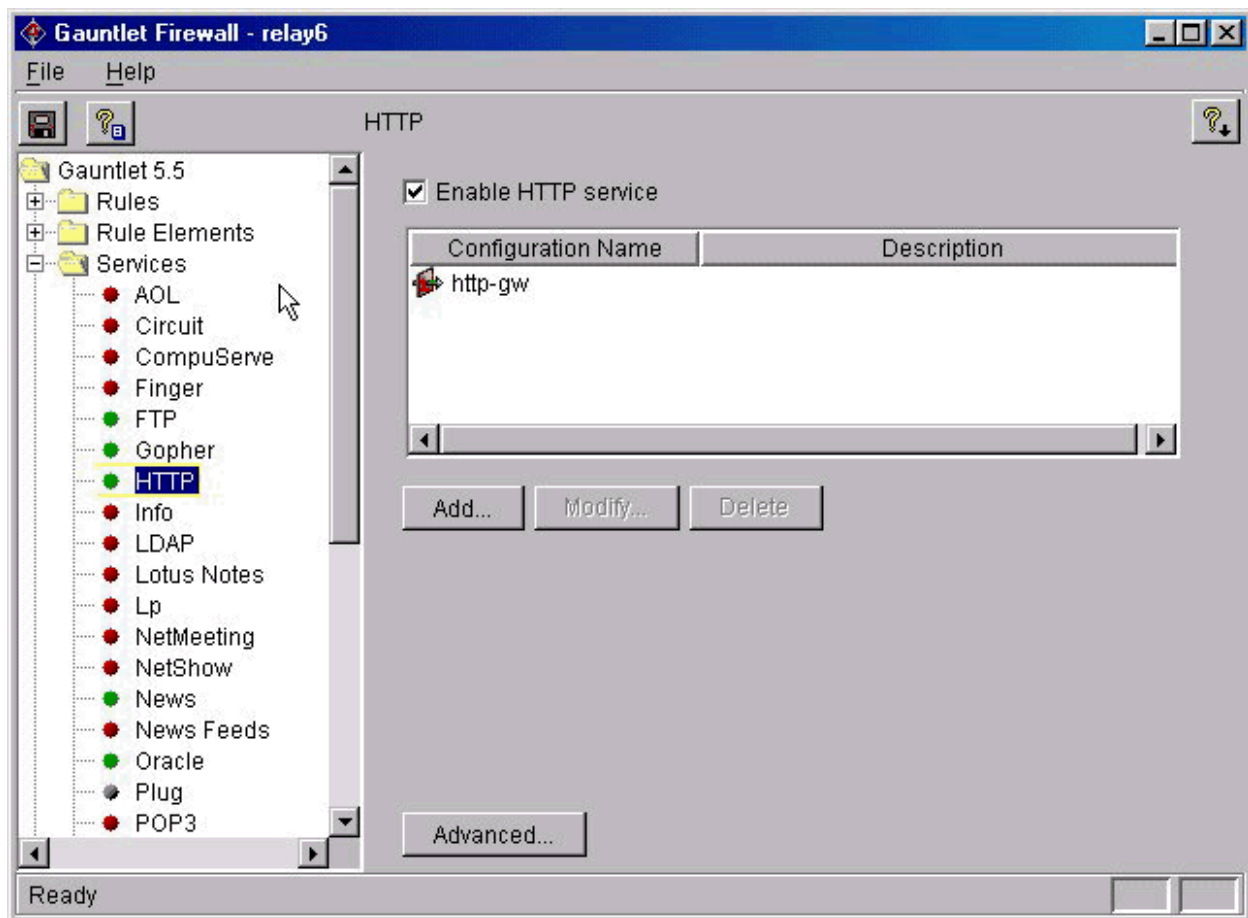 Gauntlet Firewall - relay6
File Help
HTTP
Gauntlet 5.5
Rules
Rule Elements
Services
AOL
Circuit
CompuServe
Finger
FTP
Gopher
HTTP
Info
LDAP
Lotus Notes
Lp
NetMeeting
NetShow
News
News Feeds
Oracle
Plug
POP3
Enable HTTP service
Configuration Name Description
http-gw
Add... Modify... Delete
Advanced...
Ready